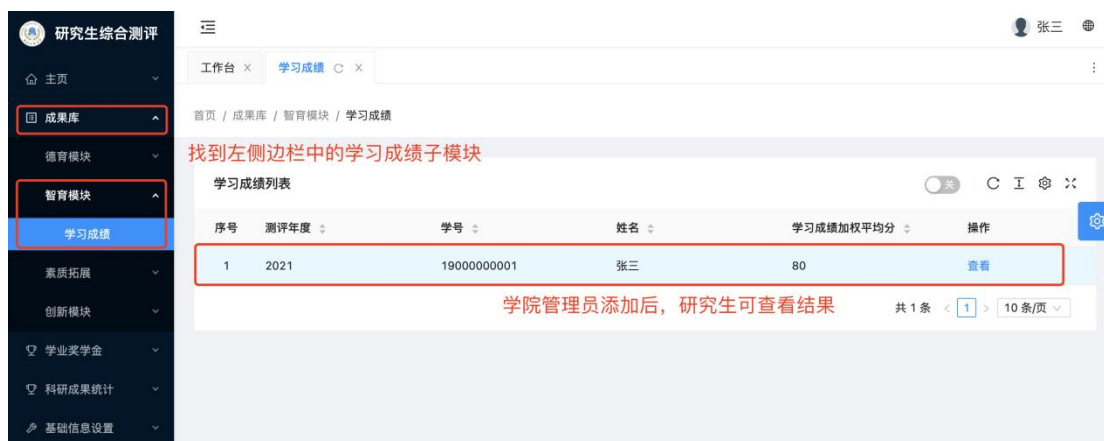 研究生综合测评
张三
主页
工作台
学习成绩
成果库
首页 / 成果库 / 智育模块 / 学习成绩
德育模块
找到左侧边栏中的学习成绩子模块
智育模块
学习成绩列表
关
学习成绩
序号 测评年度 学号 姓名 学习成绩加权平均分 操作
素质拓展
1 2021 19000000001 张三 80 查看
创新模块
学院管理员添加后，研究生可查看结果
共 1 条 < 1 > 10 条/页
学业奖学金
科研成果统计
基础信息设置